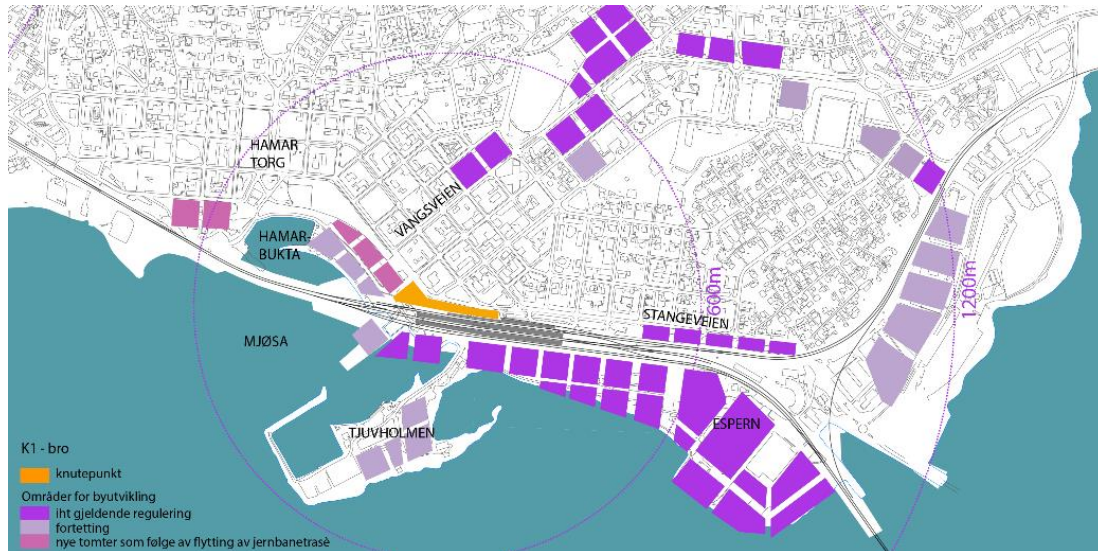 HAMAR
TORG
VANGSVEIEN
HAMAR-
BUKTA
600m
1200m
STANGEVEIEN
MJØSA
TJUVHOLMEN
ESPERN
K1 - bro
knutepunkt
Områder for byutvikling
iht gjeldende regulering
fortetting
nye tomter som følge av flytting av jernbanetrasè